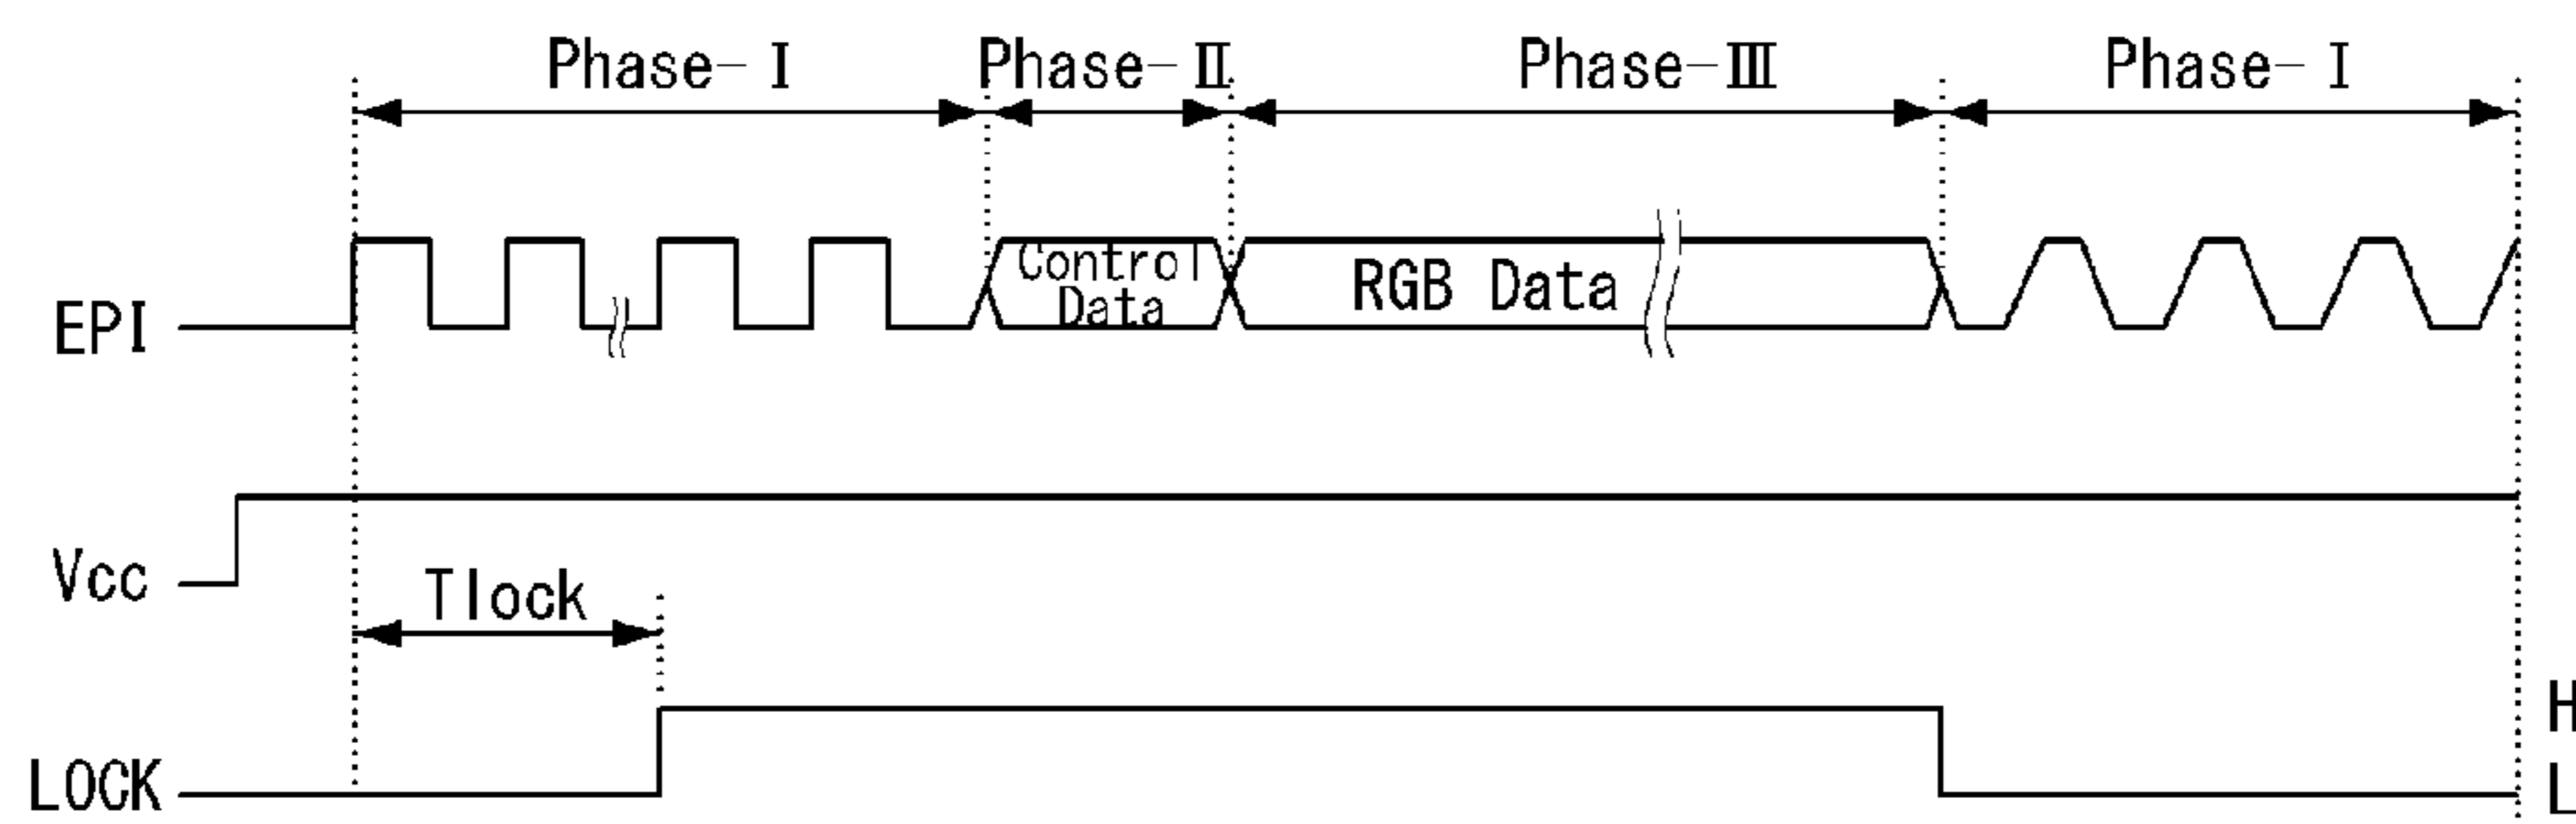 Phase-Ⅰ Phase-Ⅱ Phase-Ⅲ Phase-Ⅰ
EPI
Control
Data
RGB Data
Vcc
Tlock
LOCK
H
L